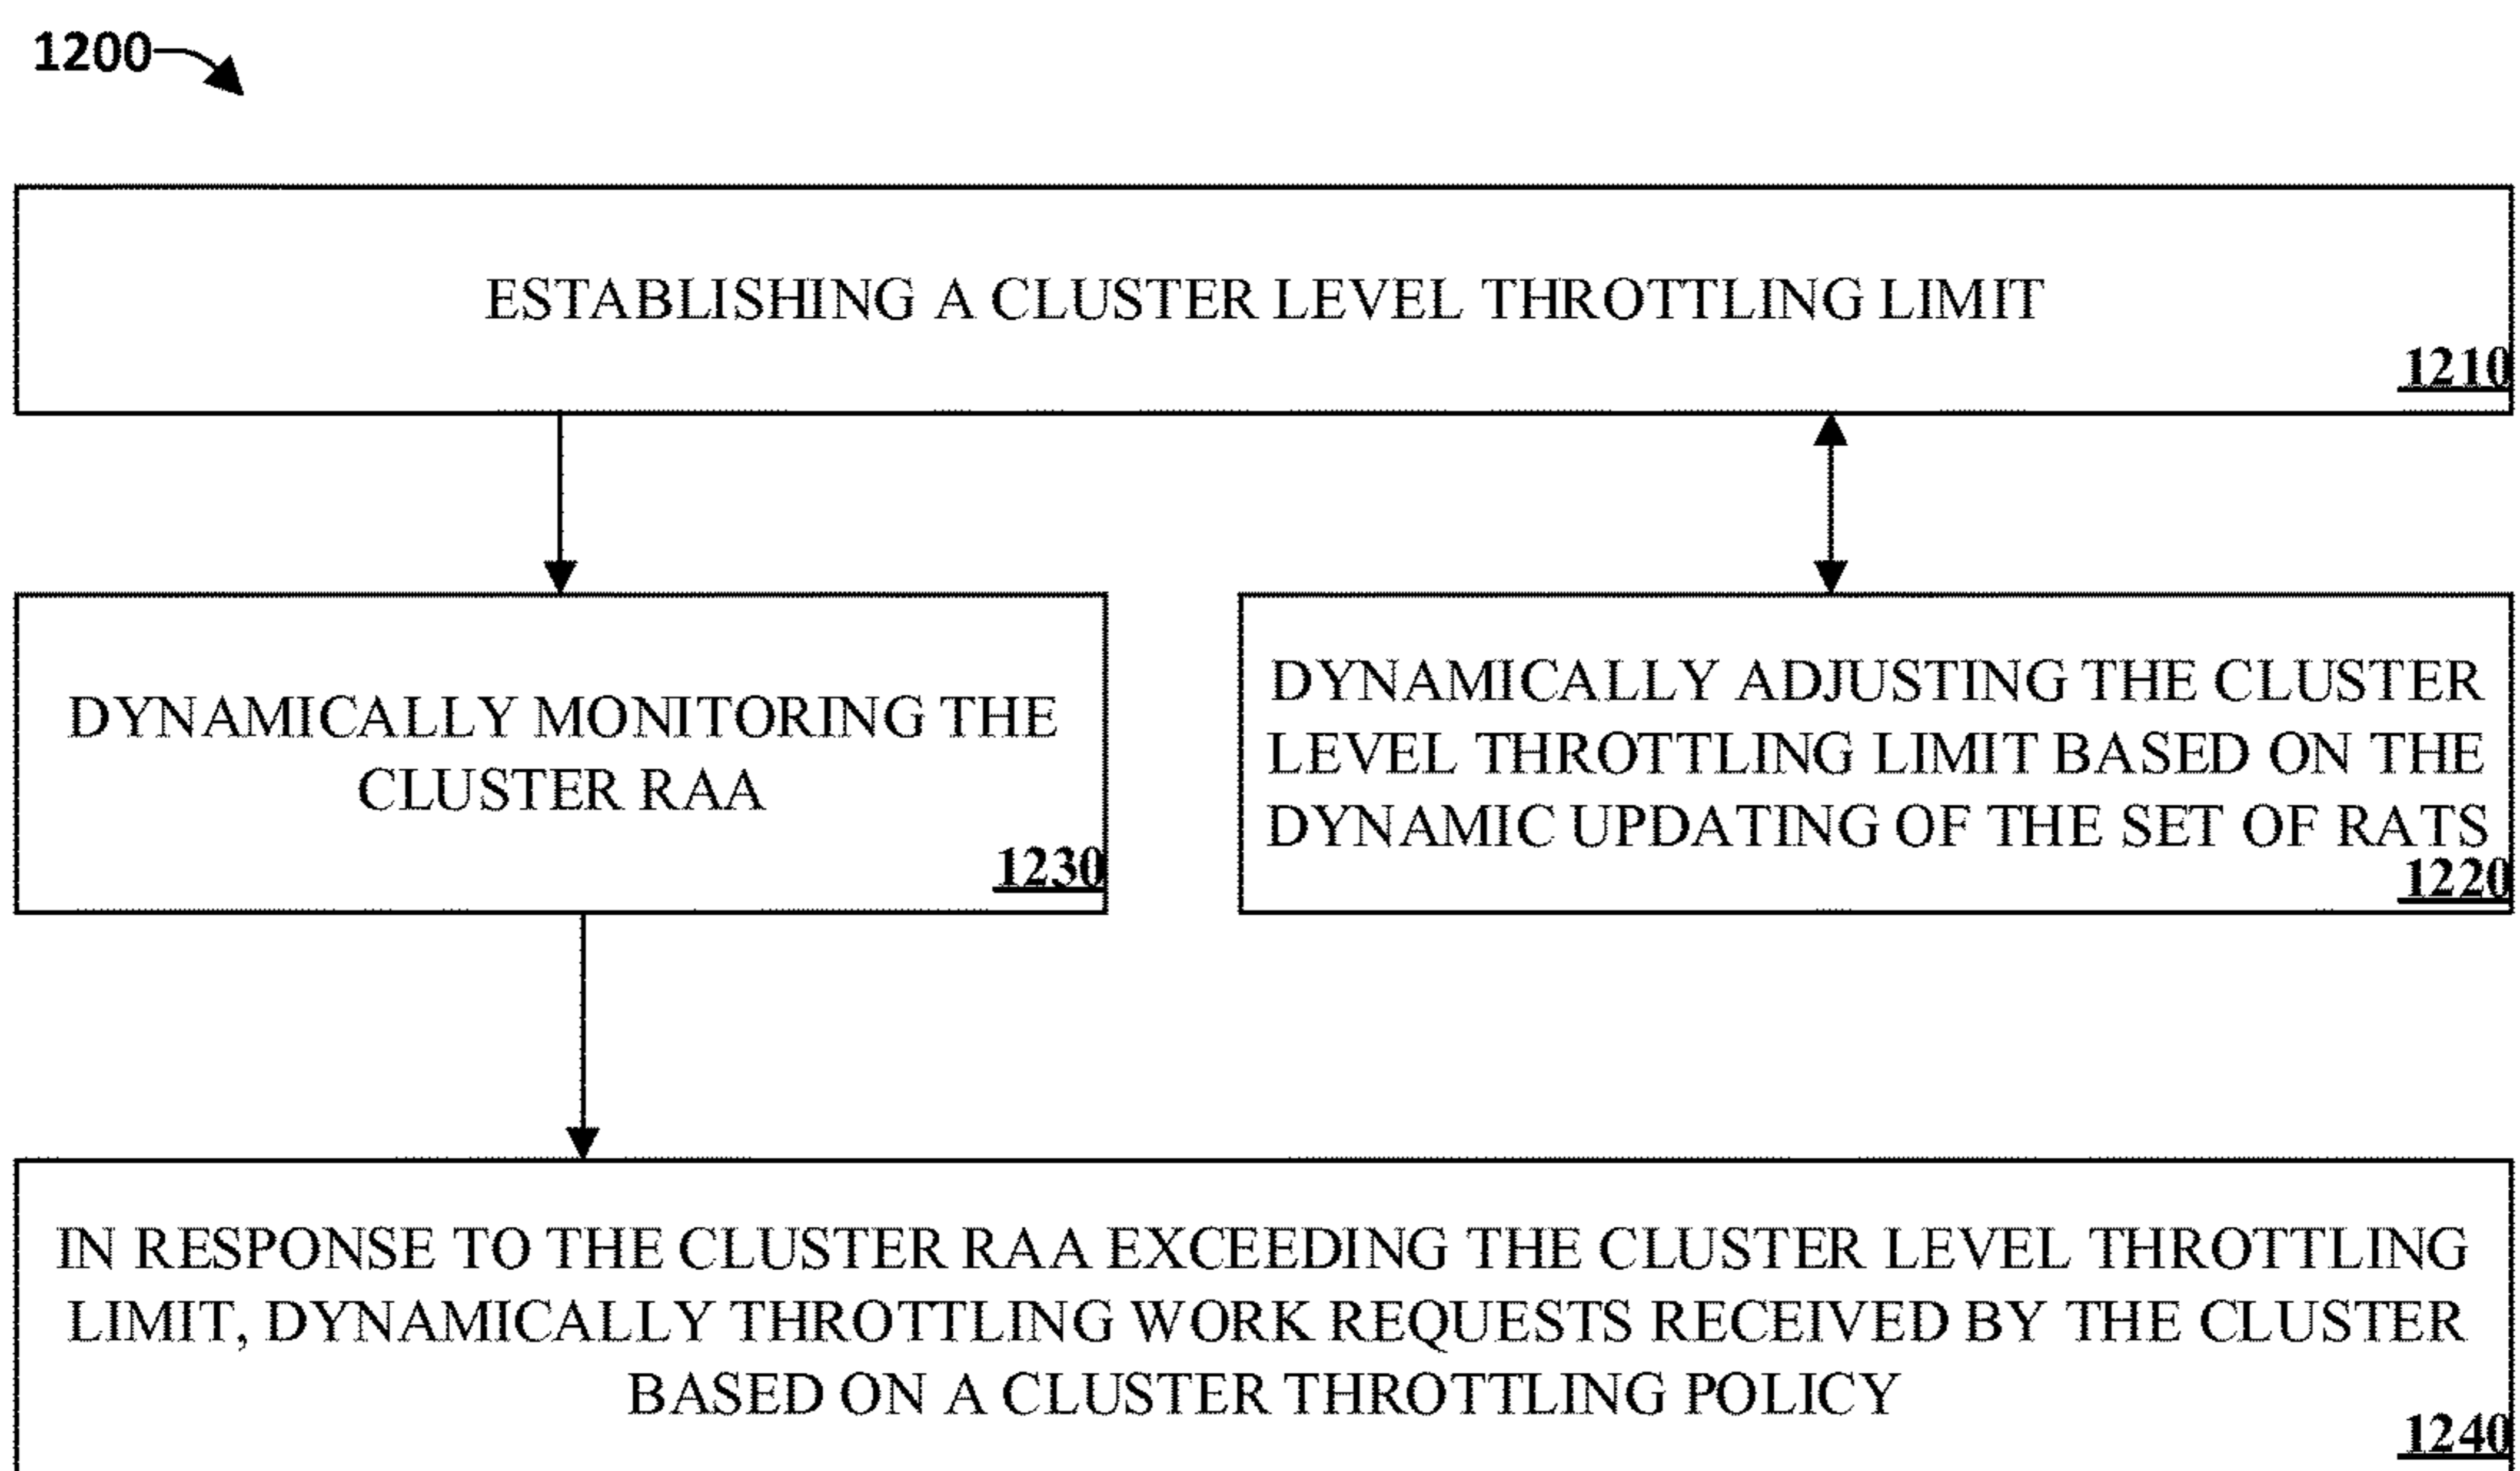 1200
ESTABLISHING A CLUSTER LEVEL THROTTLING LIMIT
1210
DYNAMICALLY MONITORING THE
CLUSTER RAA
1230
DYNAMICALLY ADJUSTING THE CLUSTER
LEVEL THROTTLING LIMIT BASED ON THE
DYNAMIC UPDATING OF THE SET OF RATS
1220
IN RESPONSE TO THE CLUSTER RAA EXCEEDING THE CLUSTER LEVEL THROTTLING
LIMIT, DYNAMICALLY THROTTLING WORK REQUESTS RECEIVED BY THE CLUSTER
BASED ON A CLUSTER THROTTLING POLICY
1240